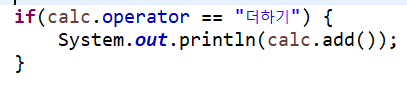 if(calc.operator == "더하기") {
    System.out.println(calc.add());
}